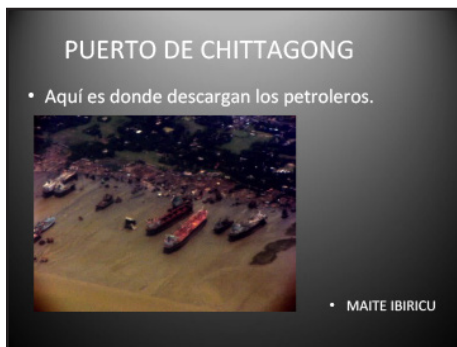 PUERTO DE CHITTAGONG
• Aquí es donde descargan los petroleros.
• MAITE IBIRICU